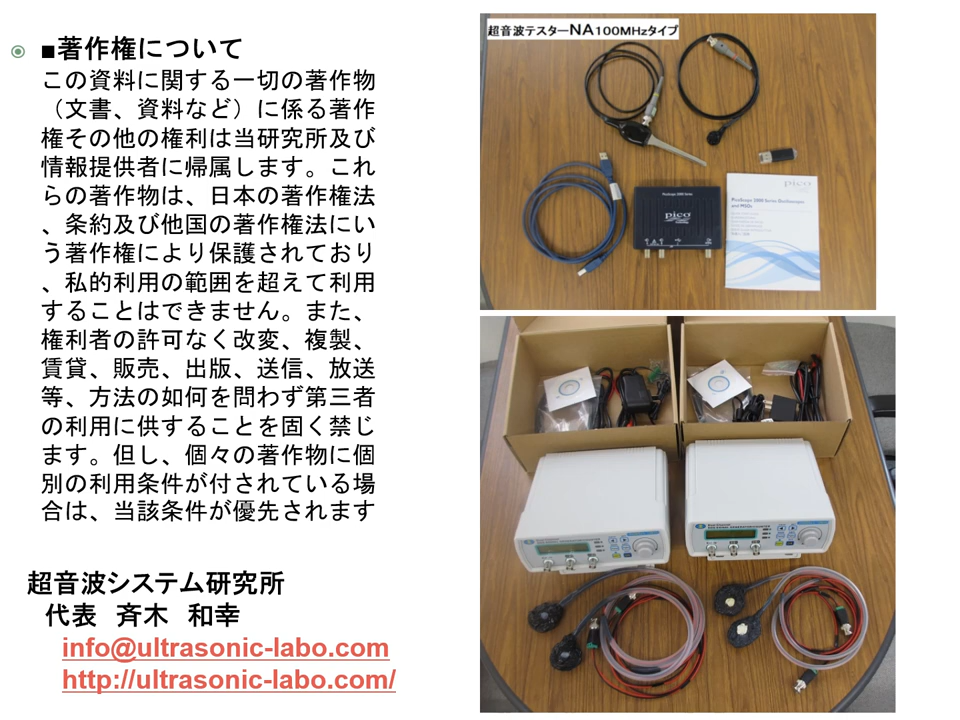 ■著作権について
この資料に関する一切の著作物
（文書、資料など）に係る著作
権その他の権利は当研究所及び
情報提供者に帰属します。これ
らの著作物は、日本の著作権法
、条約及び他国の著作権法にい
う著作権により保護されており
、私的利用の範囲を超えて利用
することはできません。また、
権利者の許可なく改変、複製、
賃貸、販売、出版、送信、放送
等、方法の如何を問わず第三者
の利用に供することを固く禁じ
ます。但し、個々の著作物に個
別の利用条件が付されている場
合は、当該条件が優先されます
超音波システム研究所
代表　斉木　和幸
info@ultrasonic-labo.com
http://ultrasonic-labo.com/
超音波テスターNA100MHzタイプ
PicoScope 2000 Series
pico
pico
PicoScope 2000 Series Oscilloscopes
and MSOs